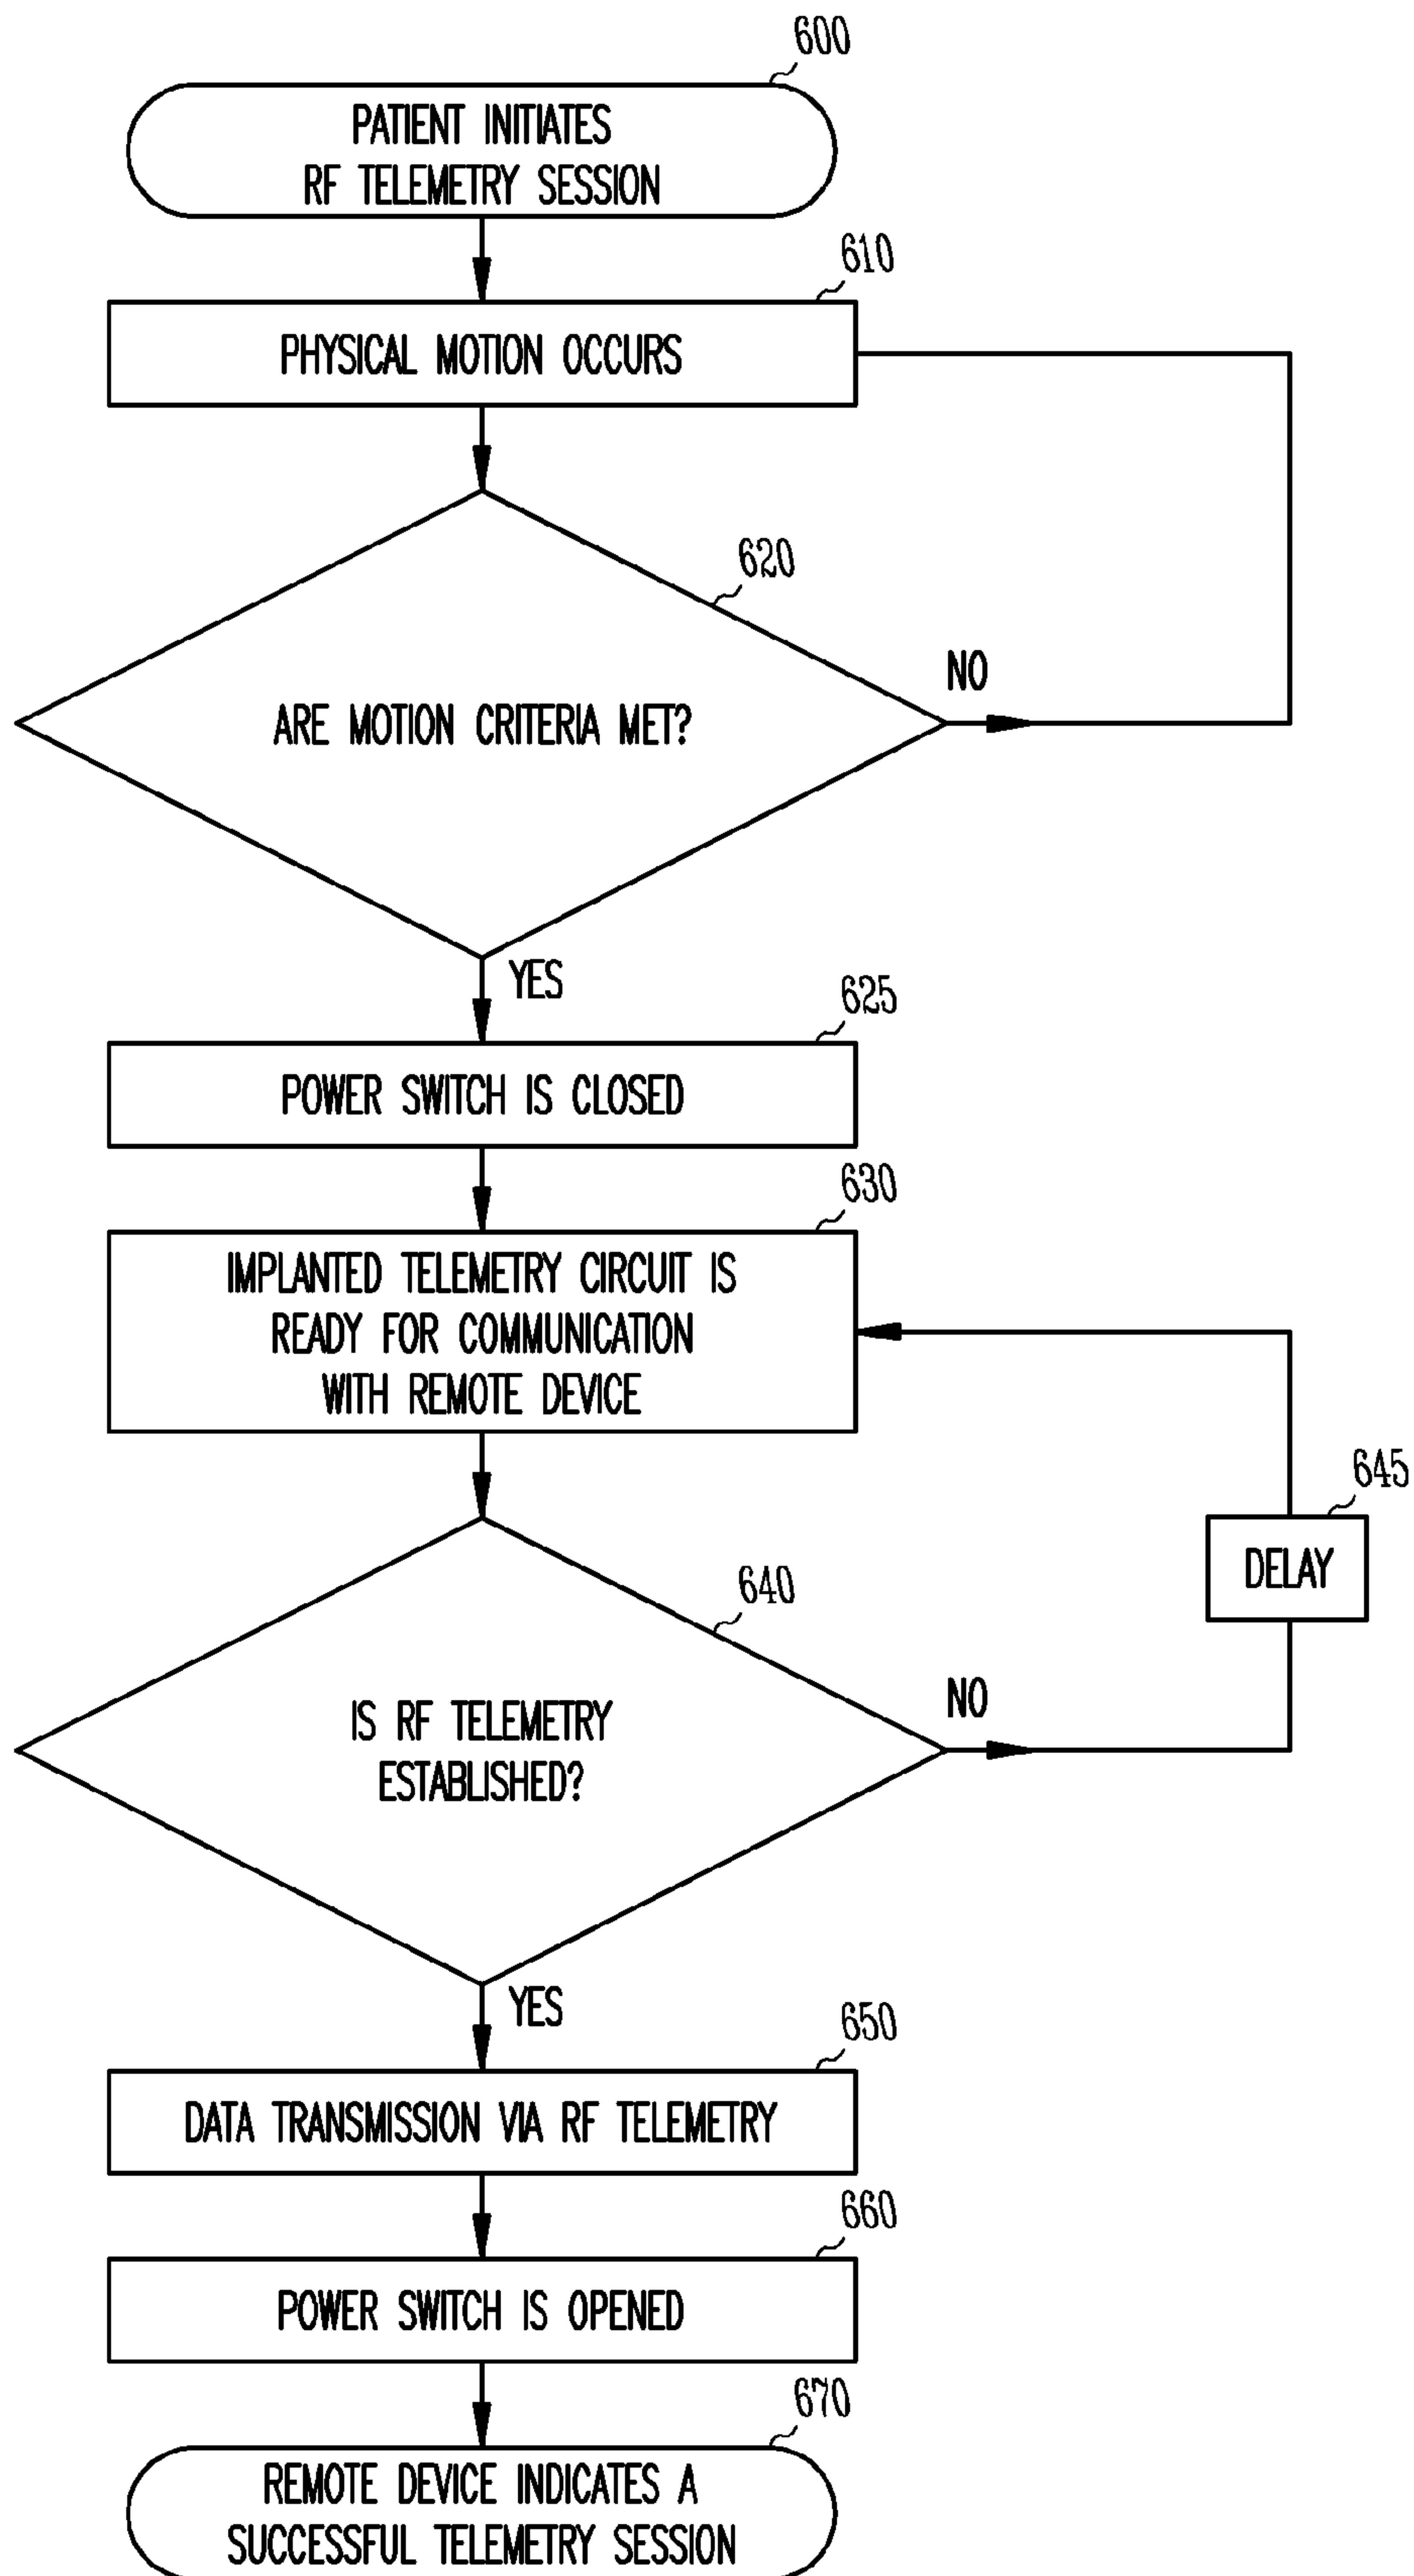 600
PATIENT INITIATES
RF TELEMETRY SESSION
610
PHYSICAL MOTION OCCURS
620
ARE MOTION CRITERIA MET?
NO
YES
625
POWER SWITCH IS CLOSED
630
IMPLANTED TELEMETRY CIRCUIT IS
READY FOR COMMUNICATION
WITH REMOTE DEVICE
645
DELAY
640
IS RF TELEMETRY
ESTABLISHED?
NO
YES
650
DATA TRANSMISSION VIA RF TELEMETRY
660
POWER SWITCH IS OPENED
670
REMOTE DEVICE INDICATES A
SUCCESSFUL TELEMETRY SESSION